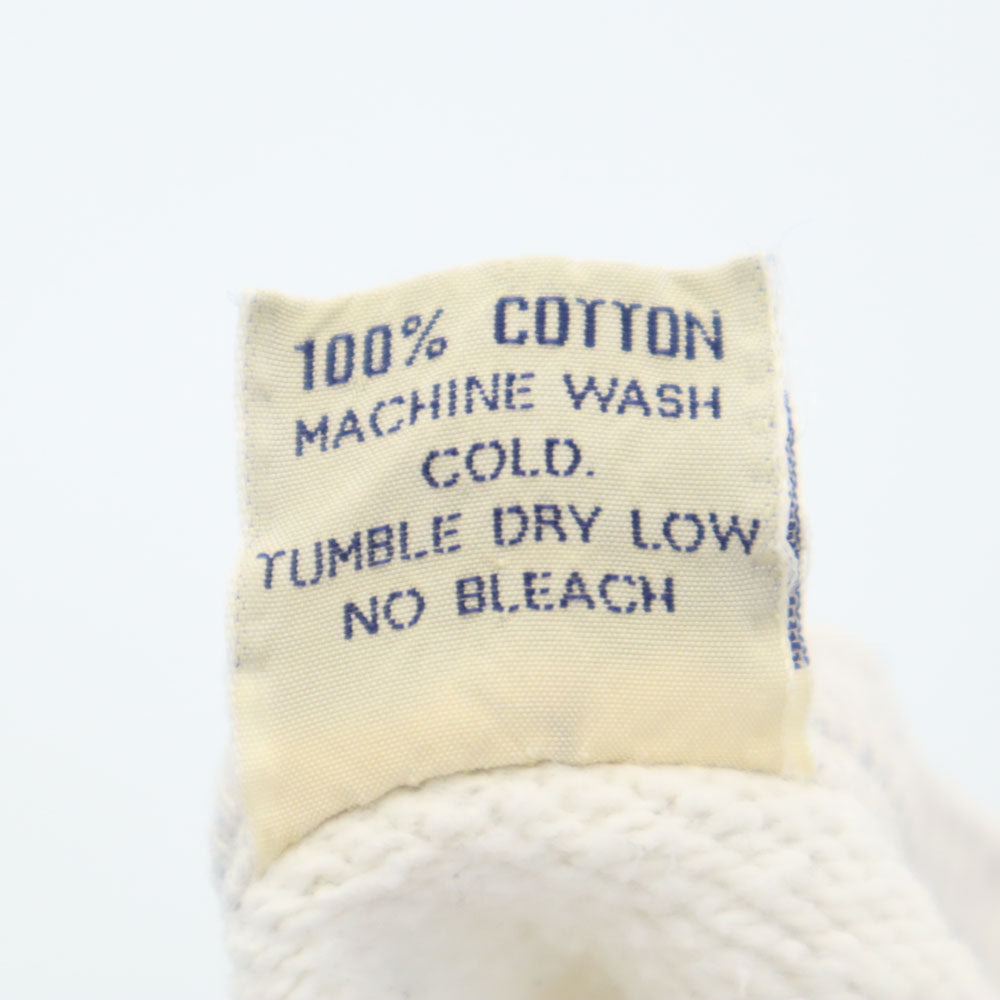 100% COTTON
MACHINE WASH
COLD.
TUMBLE DRY LOW
NO BLEACH